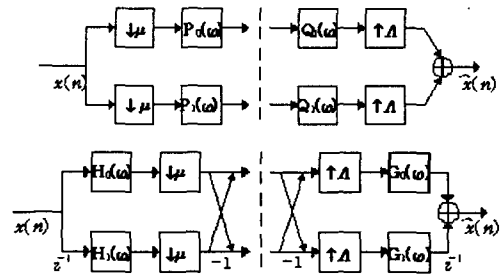 ↓μ P₀(ω) Q₀(ω) ↑Λ
x(n) x̂(n)
↓μ P₁(ω) Q₁(ω) ↑Λ
H₀(ω) ↓μ ↑Λ G₀(ω)
x(n) x̂(n)
z⁻¹ H₁(ω) ↓μ -1 -1 ↑Λ G₁(ω) z⁻¹